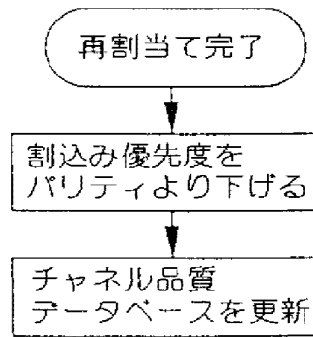 再割当て完了
割込み優先度を
パリティより下げる
チャネル品質
データベースを更新